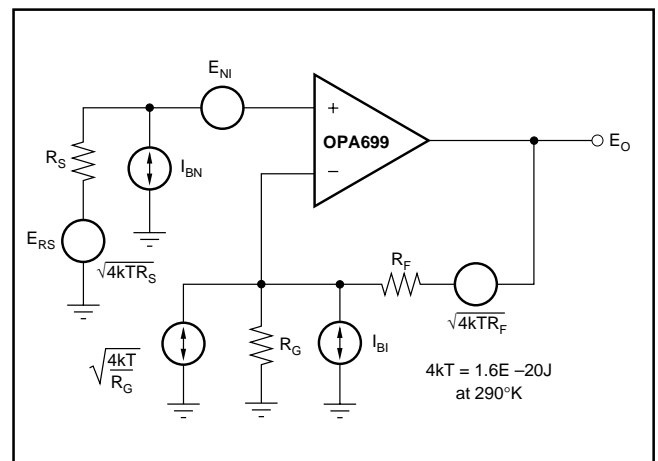 E_NI
+
OPA699
−
E_O
R_S
I_BN
E_RS
√4kTR_S
R_F
√4kTR_F
√4kT/R_G
R_G
I_BI
4kT = 1.6E –20J
at 290°K